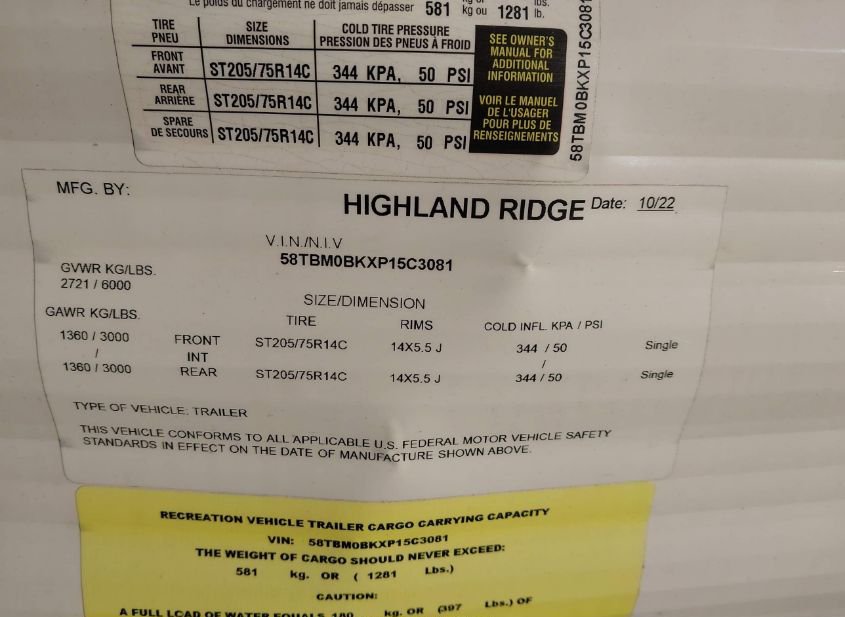 Le poids du chargement ne doit jamais dépasser 581 kg ou 1281 lb.
TIRE PNEU SIZE DIMENSIONS COLD TIRE PRESSURE PRESSION DES PNEUS À FROID
FRONT AVANT ST205/75R14C 344 KPA, 50 PSI
REAR ARRIÈRE ST205/75R14C 344 KPA, 50 PSI
SPARE DE SECOURS ST205/75R14C 344 KPA, 50 PSI
SEE OWNER'S
MANUAL FOR
ADDITIONAL
INFORMATION
VOIR LE MANUEL
DE L'USAGER
POUR PLUS DE
RENSEIGNEMENTS
58TBM0BKXP15C3081
MFG. BY:
HIGHLAND RIDGE Date: 10/22
V.I.N./N.I.V
58TBM0BKXP15C3081
GVWR KG/LBS.
2721 / 6000
SIZE/DIMENSION
GAWR KG/LBS. TIRE RIMS COLD INFL. KPA / PSI
1360 / 3000 FRONT ST205/75R14C 14X5.5 J 344 / 50 Single
/ INT /
1360 / 3000 REAR ST205/75R14C 14X5.5 J 344 / 50 Single
TYPE OF VEHICLE: TRAILER
THIS VEHICLE CONFORMS TO ALL APPLICABLE U.S. FEDERAL MOTOR VEHICLE SAFETY
STANDARDS IN EFFECT ON THE DATE OF MANUFACTURE SHOWN ABOVE.
RECREATION VEHICLE TRAILER CARGO CARRYING CAPACITY
VIN: 58TBM0BKXP15C3081
THE WEIGHT OF CARGO SHOULD NEVER EXCEED:
581 kg. OR ( 1281 Lbs.)
CAUTION:
A FULL LOAD OF WATER EQUALS 180 kg. OR (397 Lbs.) OF